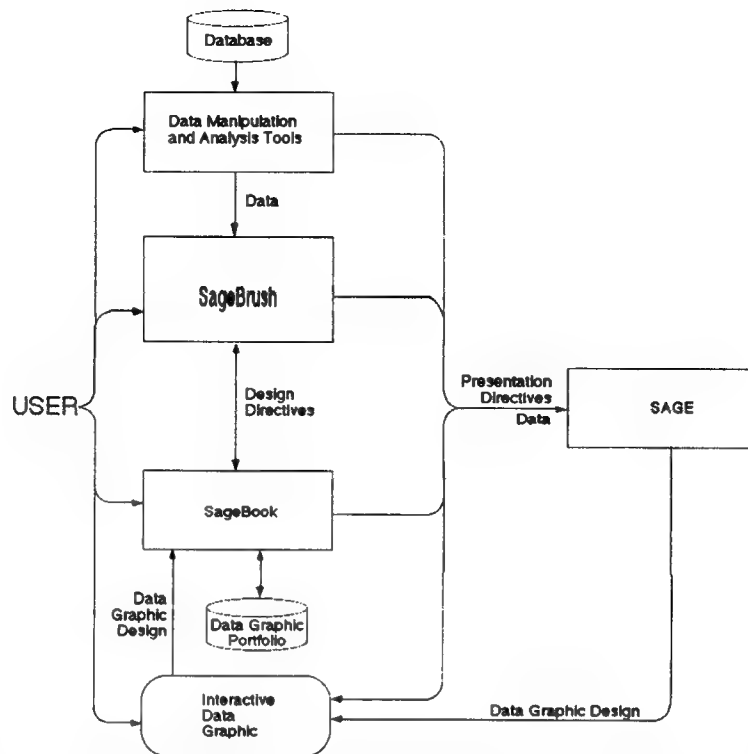 Database
Data Manipulation
and Analysis Tools
Data
SageBrush
Design
Directives
USER
Presentation
Directives
Data
SAGE
SageBook
Data
Graphic
Design
Data Graphic
Portfolio
Interactive
Data
Graphic
Data Graphic Design